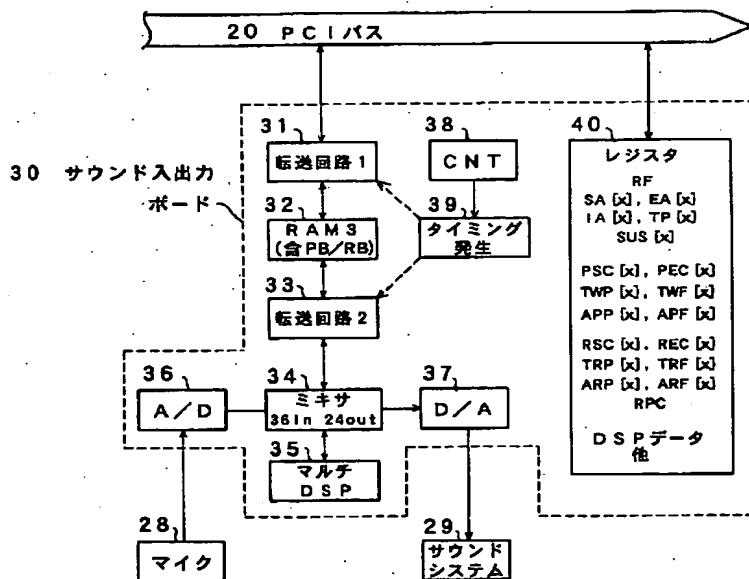 20 PCIバス
31
転送回路1
38
CNT
40
レジスタ
30 サウンド入出力
ボード
32
RAM3
(含PB/RB)
39
タイミング
発生
33
転送回路2
RF
SA [x], EA [x]
IA [x], TP [x]
SUS [x]
PSC [x], PEC [x]
TWP [x], TWF [x]
APP [x], APF [x]
RSC [x], REC [x]
TRP [x], TRF [x]
ARP [x], ARF [x]
RPC
DSPデータ
他
36
A/D
34
ミキサ
36In 24out
37
D/A
35
マルチ
DSP
28
マイク
29
サウンド
システム